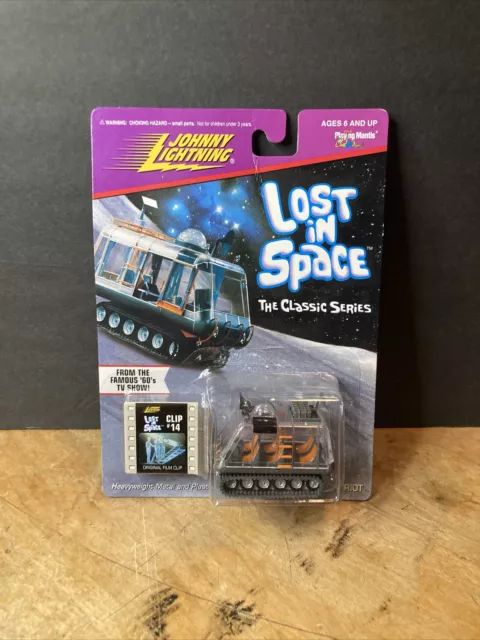 WARNING: CHOKING HAZARD - small parts. Not for children under 3 years.
AGES 6 AND UP
Playing Mantis
JOHNNY
LIGHTNING®
LOST
IN
SPACE™
THE CLASSIC SERIES
FROM THE
FAMOUS '60's
TV SHOW!
LOST
IN
SPACE
CLIP
#14
ORIGINAL FILM CLIP
Heavyweight Metal and